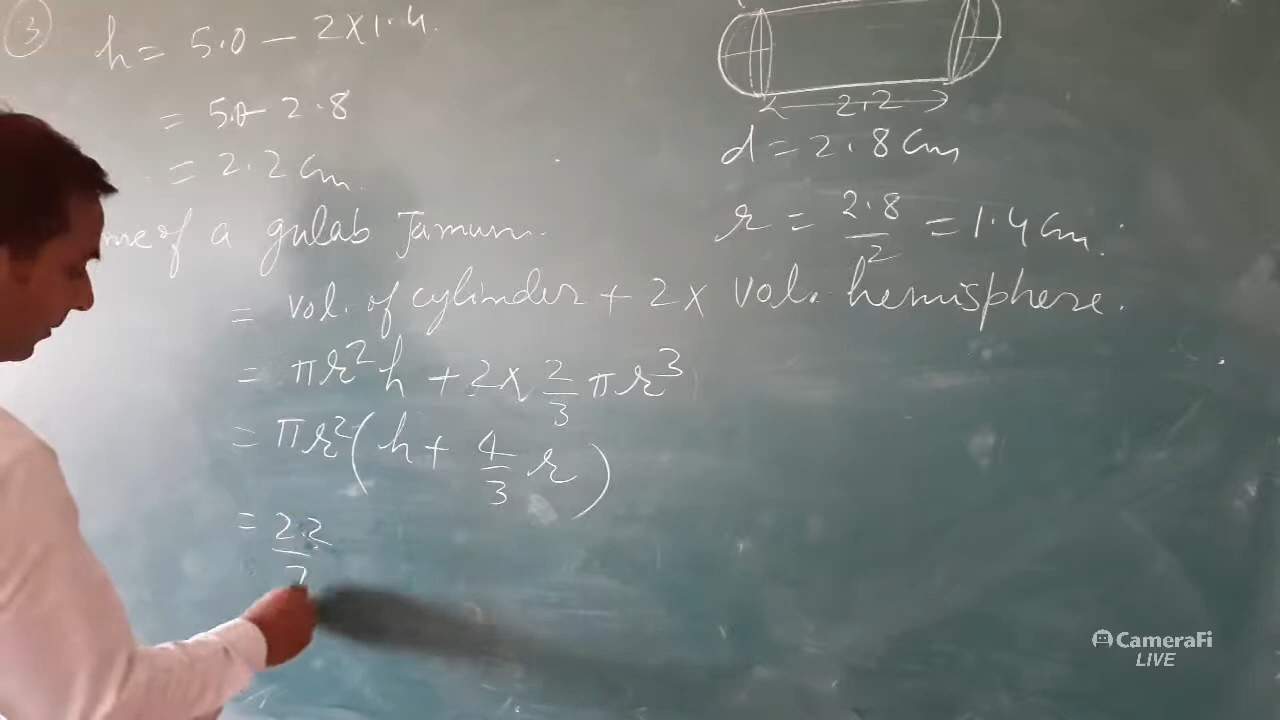 ③ h = 5.0 – 2×1.4.
= 5.0 – 2.8
= 2.2 cm.
2.2
d = 2.8 cm
r = 2.8/2 = 1.4 cm.
me of a gulab Jamun.
= vol. of cylinder + 2× vol. hemisphere.
= πr²h + 2× 2/3 πr³
= πr²(h + 4/3 r)
= 22/7
CameraFi
LIVE